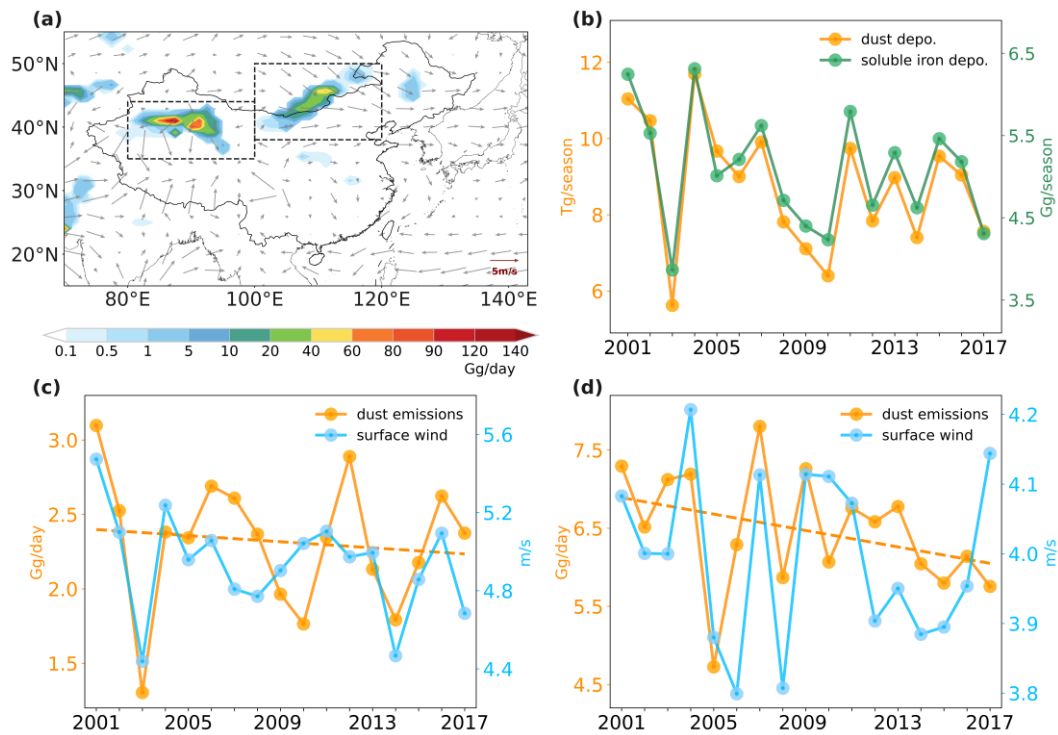 (a)
50°N
40°N
30°N
20°N
80°E 100°E 120°E 140°E
5m/s
0.1 0.5 1 5 10 20 40 60 80 90 120 140
Gg/day
(b)
dust depo.
soluble iron depo.
12
10
8
6
Tg/season
6.5
5.5
4.5
3.5
Gg/season
2001 2005 2009 2013 2017
(c)
dust emissions
surface wind
3.0
2.5
2.0
1.5
Gg/day
5.6
5.2
4.8
4.4
m/s
2001 2005 2009 2013 2017
(d)
dust emissions
surface wind
7.5
6.5
5.5
4.5
Gg/day
4.2
4.1
4.0
3.9
3.8
m/s
2001 2005 2009 2013 2017